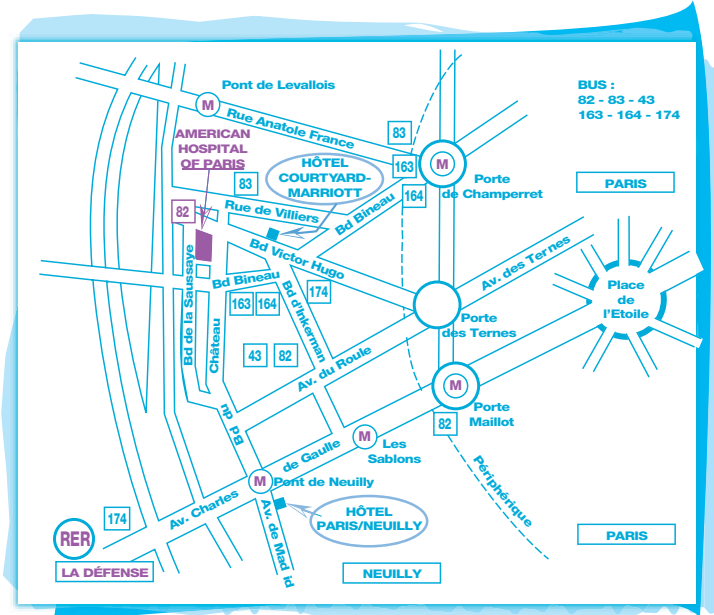 Pont de Levallois
M
Rue Anatole France
BUS :
82 - 83 - 43
163 - 164 - 174
AMERICAN
HOSPITAL
OF PARIS
83
HÔTEL
COURTYARD-
MARRIOTT
163
M
Porte
de Champerret
PARIS
83
164
82
Rue de Villiers
Bd Bineau
Bd Victor Hugo
Av. des Ternes
Bd de la Saussaye
Bd Bineau
163
164
Bd d'Inkerman
174
Place
de
l'Etoile
Porte
des Ternes
Château
43
82
Av. du Roule
M
Porte
Maillot
82
Bd du
M
Les
Sablons
de Gaulle
Périphérique
M
Pont de Neuilly
Av. Charles
174
Av. de Mad id
HÔTEL
PARIS/NEUILLY
RER
LA DÉFENSE
NEUILLY
PARIS